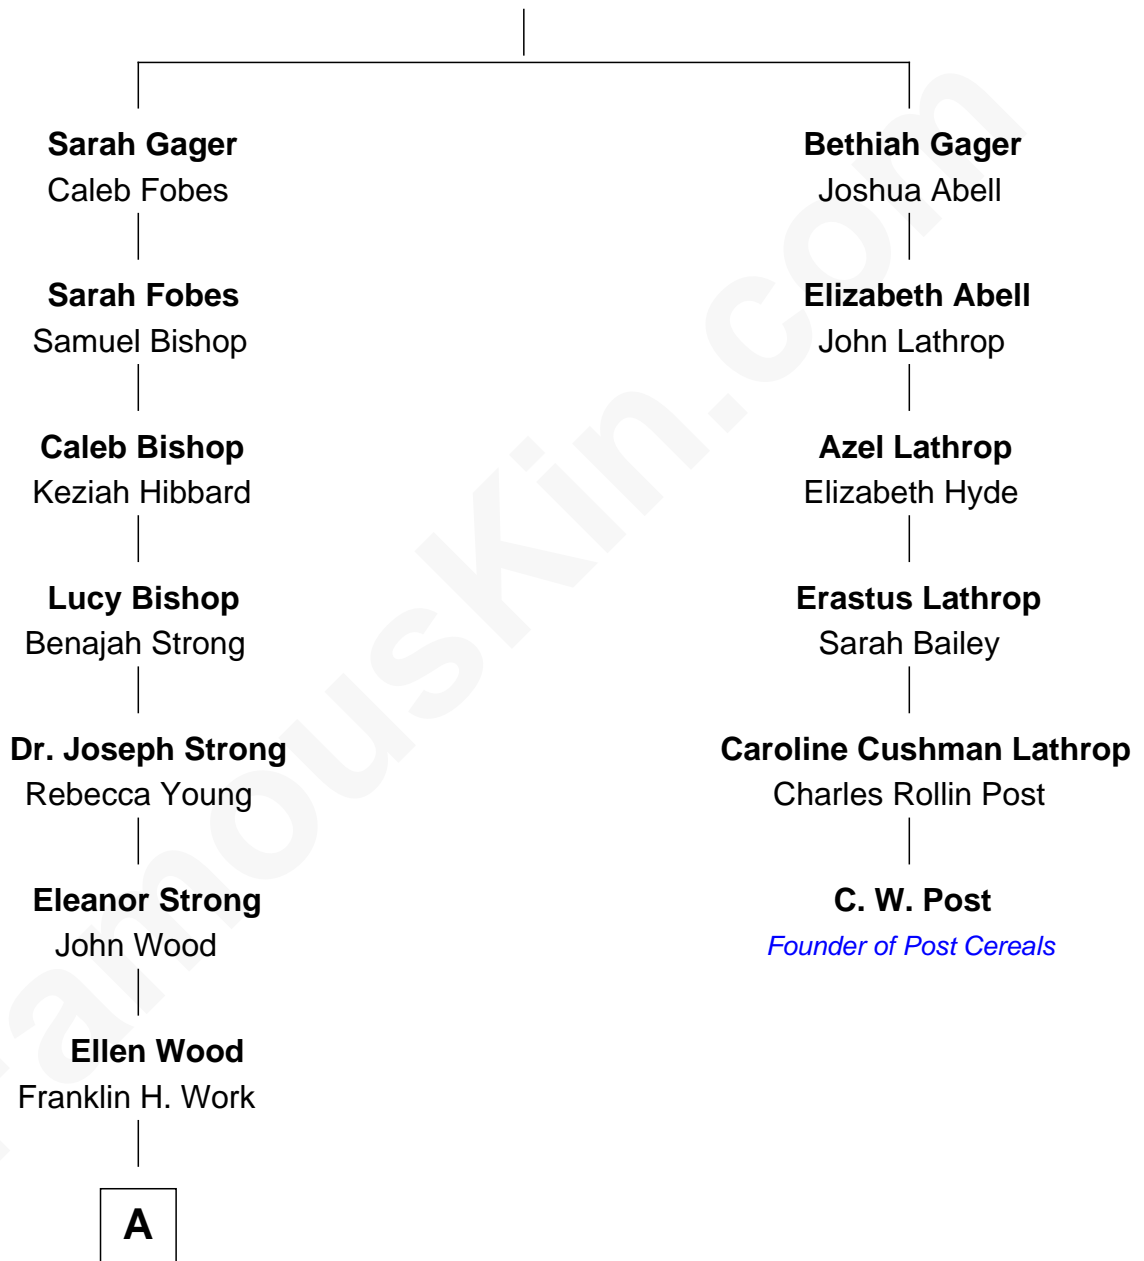 Sarah Gager
Caleb Fobes
Sarah Fobes
Samuel Bishop
Caleb Bishop
Keziah Hibbard
Lucy Bishop
Benajah Strong
Dr. Joseph Strong
Rebecca Young
Eleanor Strong
John Wood
Ellen Wood
Franklin H. Work
A
Bethiah Gager
Joshua Abell
Elizabeth Abell
John Lathrop
Azel Lathrop
Elizabeth Hyde
Erastus Lathrop
Sarah Bailey
Caroline Cushman Lathrop
Charles Rollin Post
C. W. Post
Founder of Post Cereals
FamousKin.com